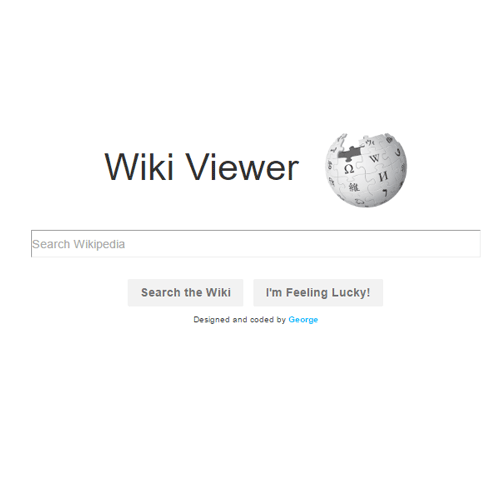 Wiki Viewer
Search Wikipedia
Search the Wiki
I'm Feeling Lucky!
Designed and coded by George